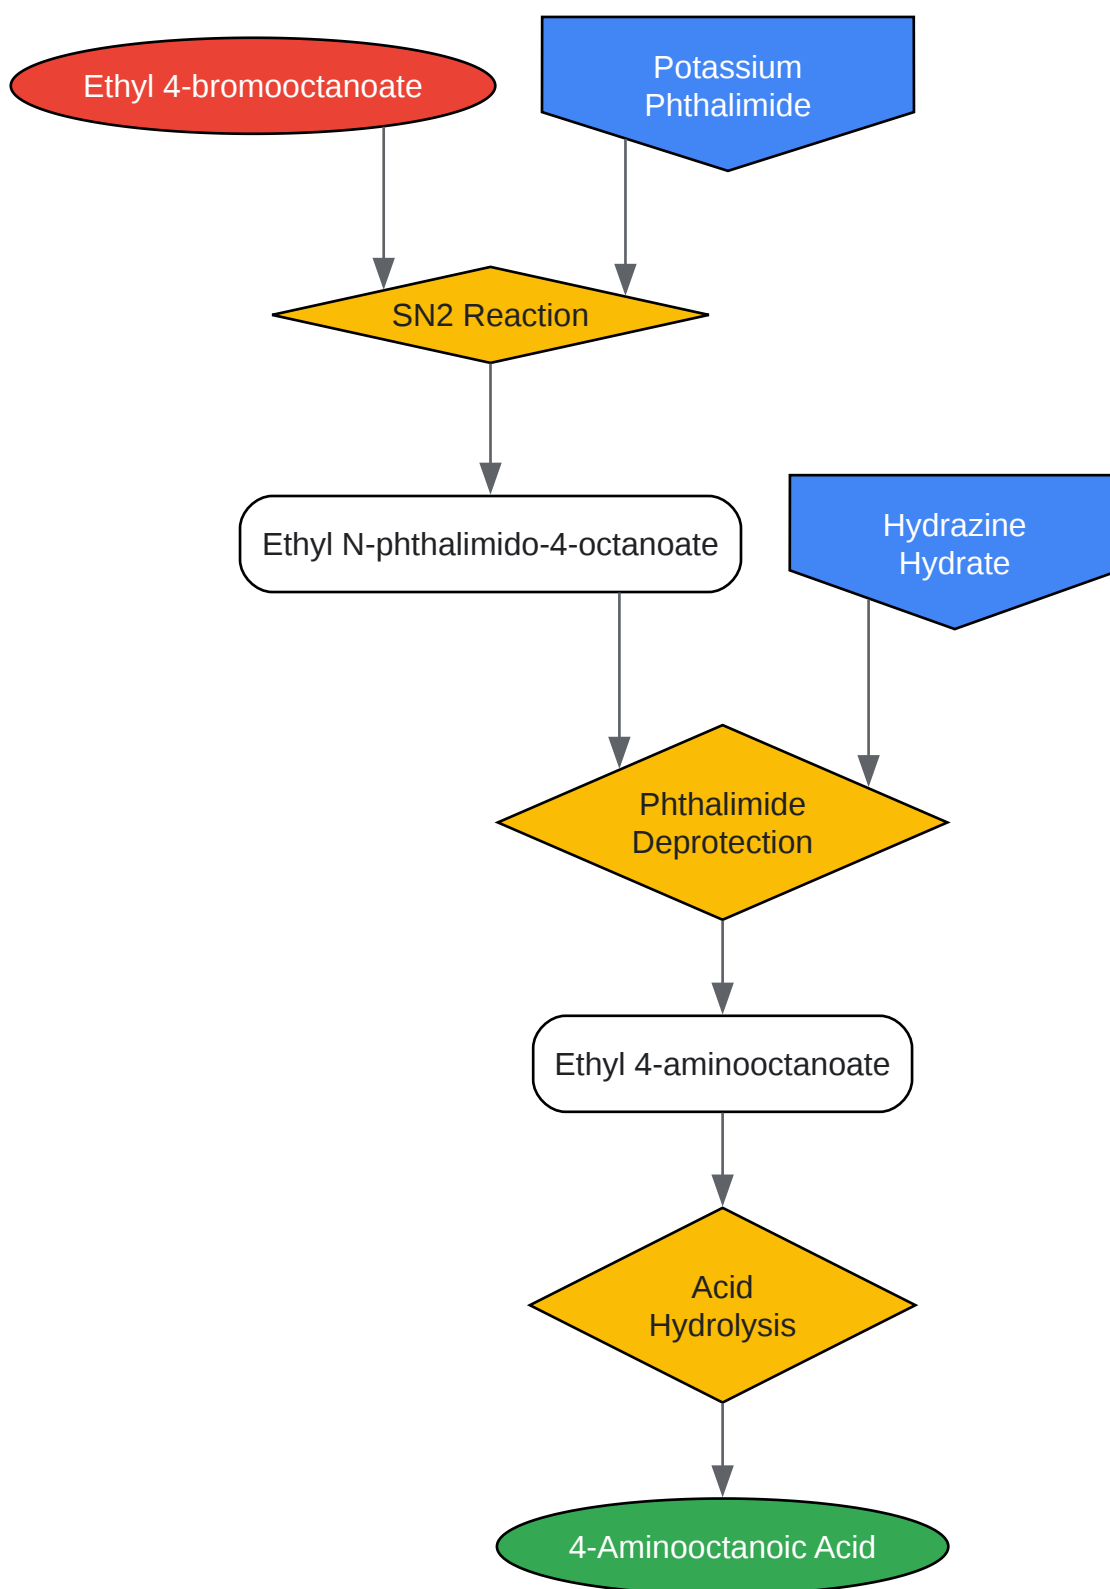 Ethyl 4-bromooctanoate
Potassium
Phthalimide
SN2 Reaction
Ethyl N-phthalimido-4-octanoate
Hydrazine
Hydrate
Phthalimide
Deprotection
Ethyl 4-aminooctanoate
Acid
Hydrolysis
4-Aminooctanoic Acid